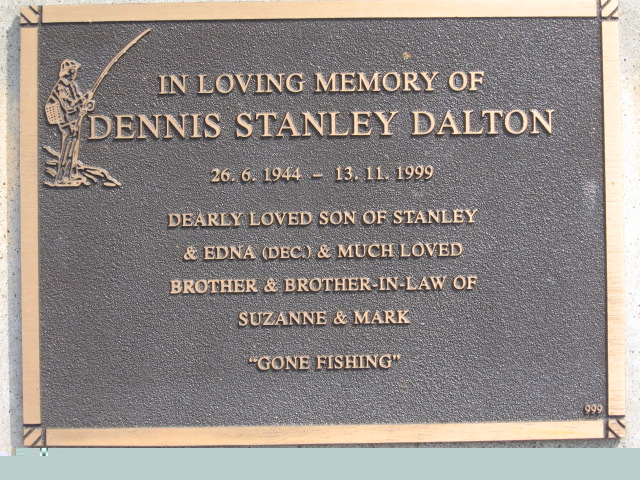 IN LOVING MEMORY OF
DENNIS STANLEY DALTON
26. 6. 1944 – 13. 11. 1999
DEARLY LOVED SON OF STANLEY
& EDNA (DEC.) & MUCH LOVED
BROTHER & BROTHER-IN-LAW OF
SUZANNE & MARK
“GONE FISHING”
999